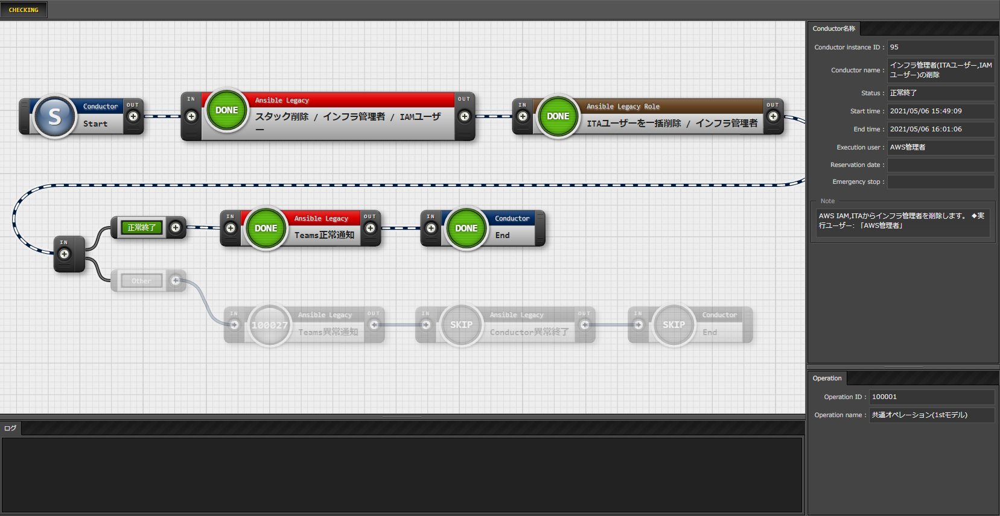 CHECKING
IN
OUT
Conductor
S
Start
OUT
DONE
Ansible Legacy
スタック削除 / インフラ管理者 / IAMユーザ
ー
IN
OUT
DONE
Ansible Legacy Role
ITAユーザーを一括削除 / インフラ管理者
IN
正常終了
Other
IN
OUT
DONE
Ansible Legacy
Teams正常通知
IN
DONE
Conductor
End
IN
OUT
100027
Ansible Legacy
Teams異常通知
IN
OUT
SKIP
Ansible Legacy
Conductor異常終了
IN
SKIP
Conductor
End
ログ
Conductor名称
Conductor instance ID : 95
Conductor name : インフラ管理者(ITAユーザー,IAM
ユーザー)の削除
Status : 正常終了
Start time : 2021/05/06 15:49:09
End time : 2021/05/06 16:01:06
Execution user : AWS管理者
Reservation date :
Emergency stop :
Note
AWS IAM,ITAからインフラ管理者を削除します。 ◆実
行ユーザー: 「AWS管理者」
Operation
Operation ID : 100001
Operation name : 共通オペレーション(1stモデル)